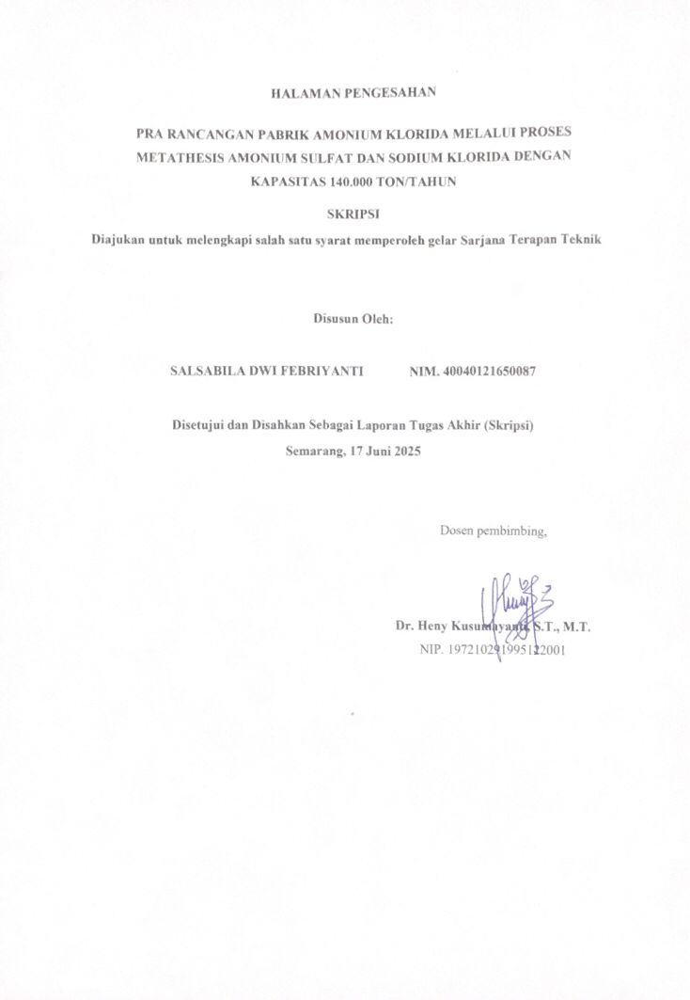 HALAMAN PENGESAHAN
PRA RANCANGAN PABRIK AMONIUM KLORIDA MELALUI PROSES
METATHESIS AMONIUM SULFAT DAN SODIUM KLORIDA DENGAN
KAPASITAS 140.000 TON/TAHUN
SKRIPSI
Diajukan untuk melengkapi salah satu syarat memperoleh gelar Sarjana Terapan Teknik
Disusun Oleh:
SALSABILA DWI FEBRIYANTI NIM. 40040121650087
Disetujui dan Disahkan Sebagai Laporan Tugas Akhir (Skripsi)
Semarang, 17 Juni 2025
Dosen pembimbing,
Dr. Heny Kusumayanti, S.T., M.T.
NIP. 197210291995122001